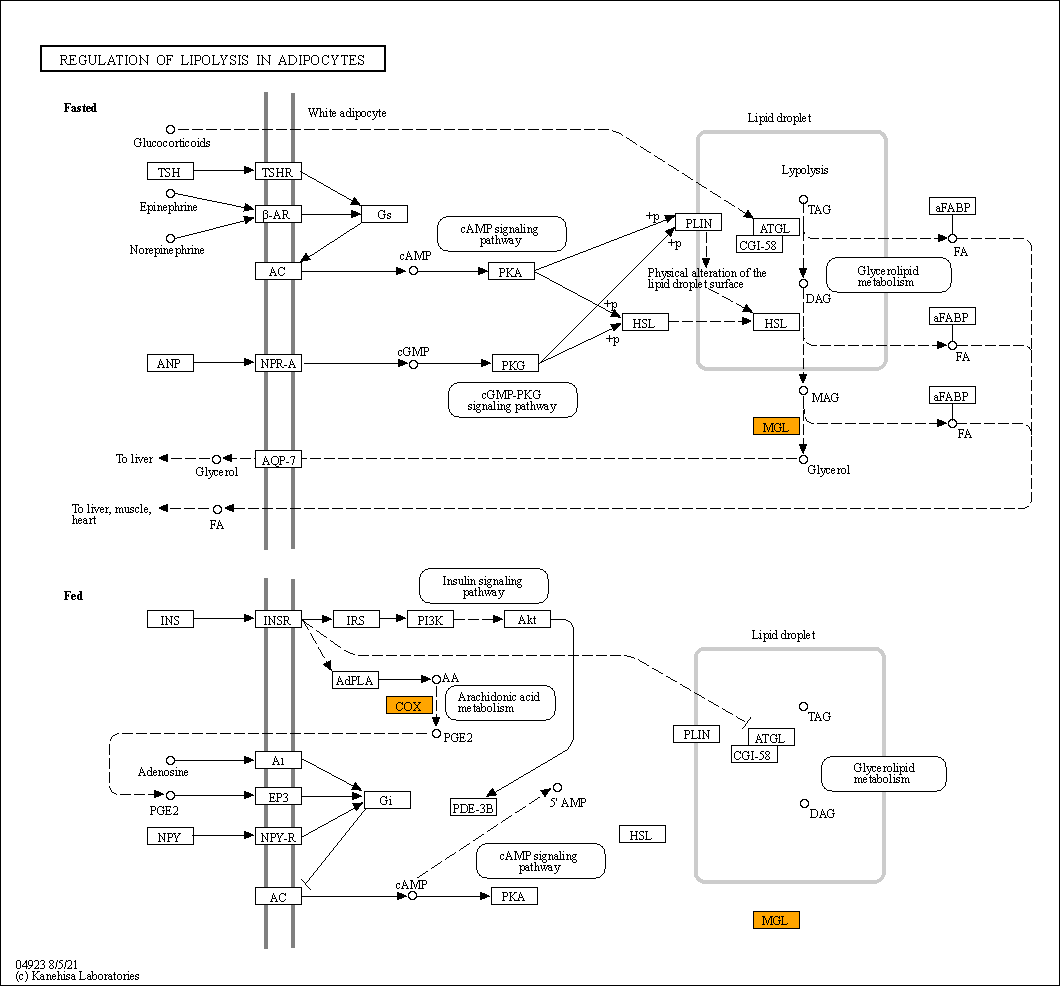 REGULATION OF LIPOLYSIS IN ADIPOCYTES
Fasted
White adipocyte
Lipid droplet
Glucocorticoids
TSH
TSHR
Lypolysis
Epinephrine
β-AR
Gs
Norepinephrine
cAMP signaling
pathway
+p
PLIN
+p
ATGL
CGI-58
TAG
aFABP
FA
AC
cAMP
PKA
Physical alteration of the
lipid droplet surface
Glycerolipid
metabolism
DAG
+p
HSL
+p
HSL
aFABP
FA
ANP
NPR-A
cGMP
PKG
cGMP-PKG
signaling pathway
MAG
aFABP
FA
MGL
To liver
Glycerol
AQP-7
Glycerol
To liver, muscle,
heart
FA
Fed
Insulin signaling
pathway
INS
INSR
IRS
PI3K
Akt
Lipid droplet
AdPLA
AA
COX
Arachidonic acid
metabolism
PGE2
TAG
PLIN
ATGL
CGI-58
Adenosine
A1
Glycerolipid
metabolism
PGE2
EP3
Gi
PDE-3B
5' AMP
DAG
NPY
NPY-R
HSL
cAMP signaling
pathway
AC
cAMP
PKA
MGL
04923 8/5/21
(c) Kanehisa Laboratories